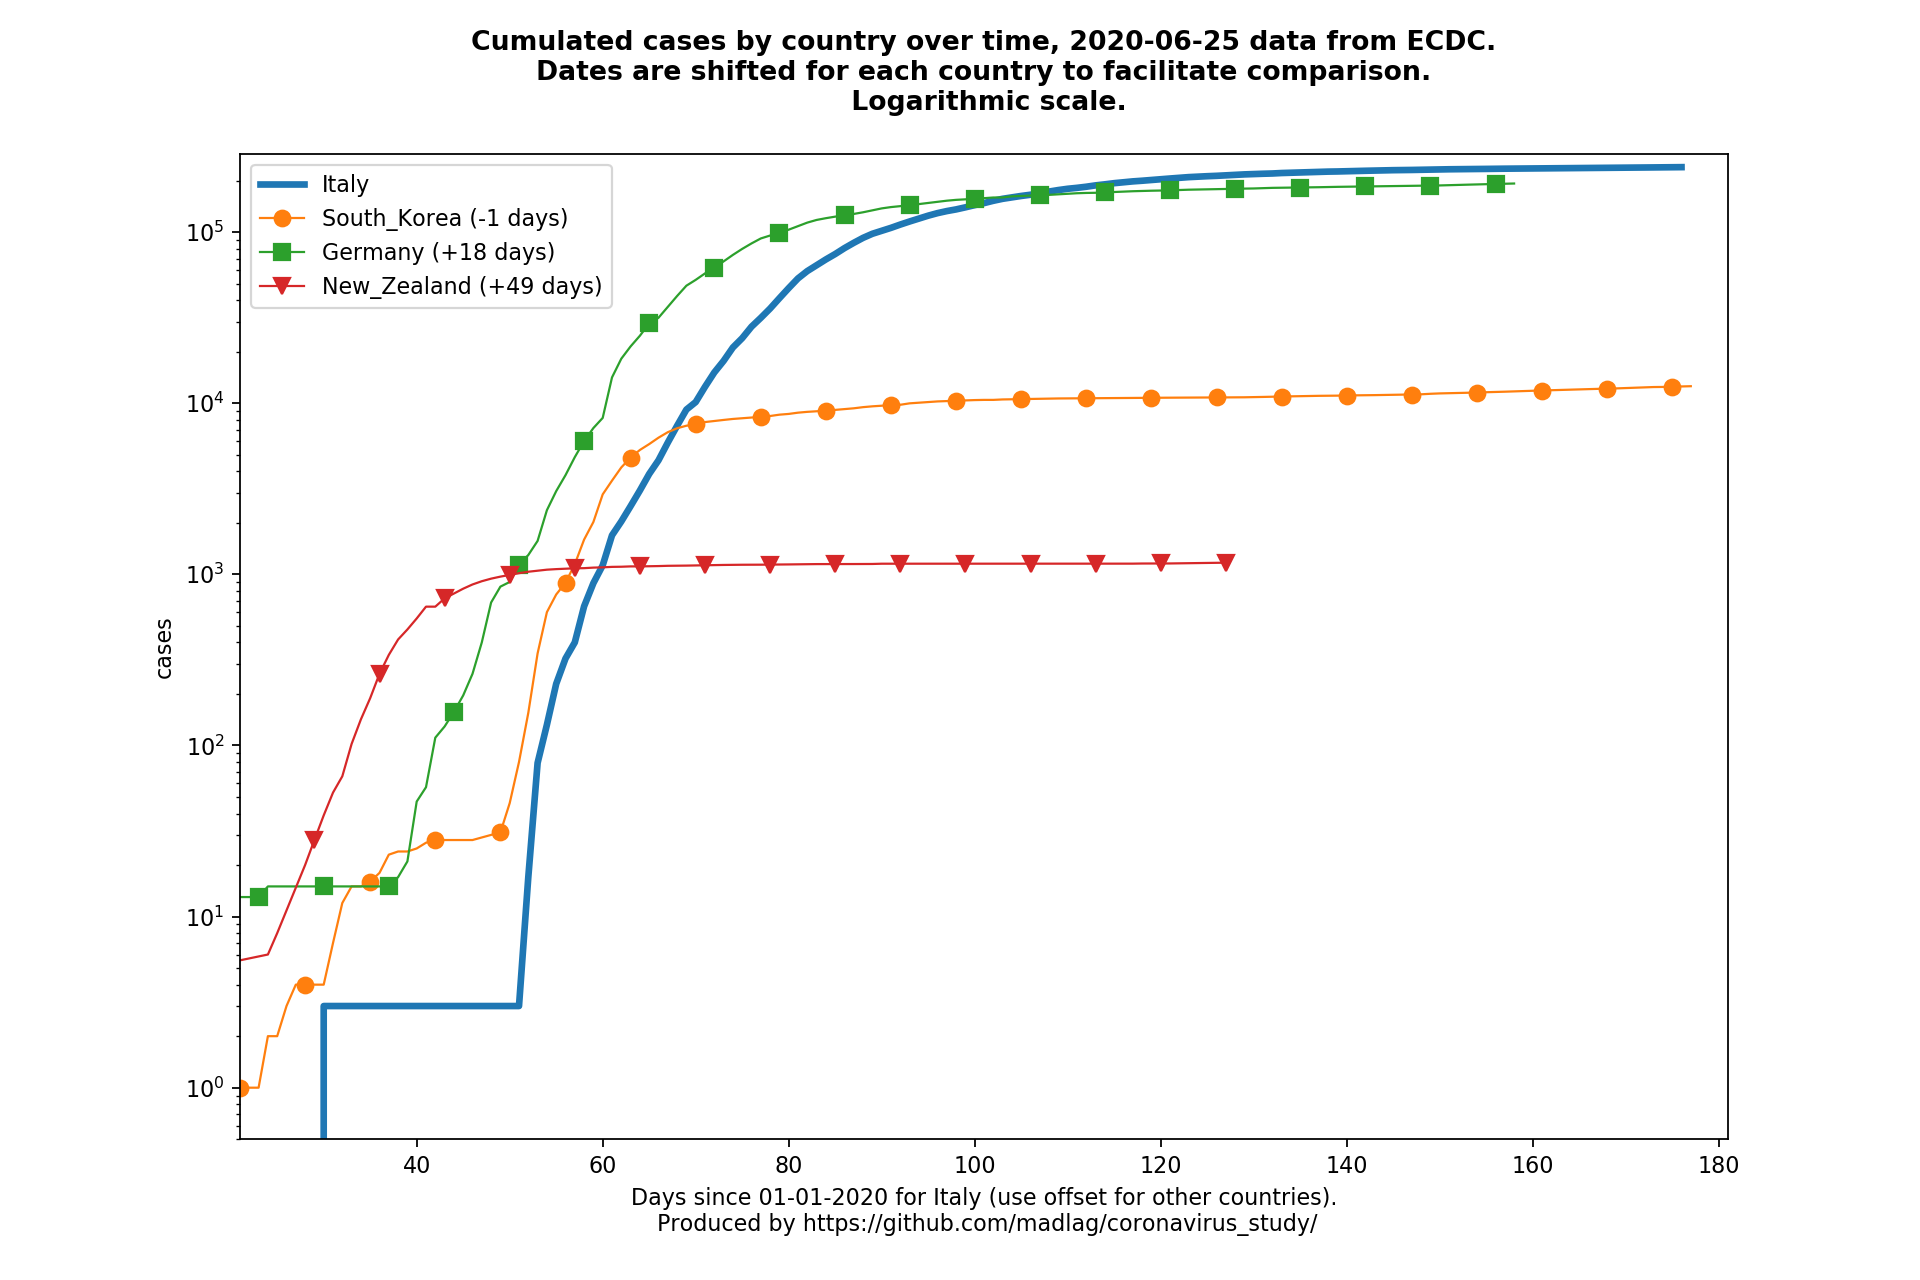 Cumulated cases by country over time, 2020-06-25 data from ECDC.
Dates are shifted for each country to facilitate comparison.
Logarithmic scale.
Italy
South_Korea (-1 days)
Germany (+18 days)
New_Zealand (+49 days)
cases
10^5
10^4
10^3
10^2
10^1
10^0
40 60 80 100 120 140 160 180
Days since 01-01-2020 for Italy (use offset for other countries).
Produced by https://github.com/madlag/coronavirus_study/